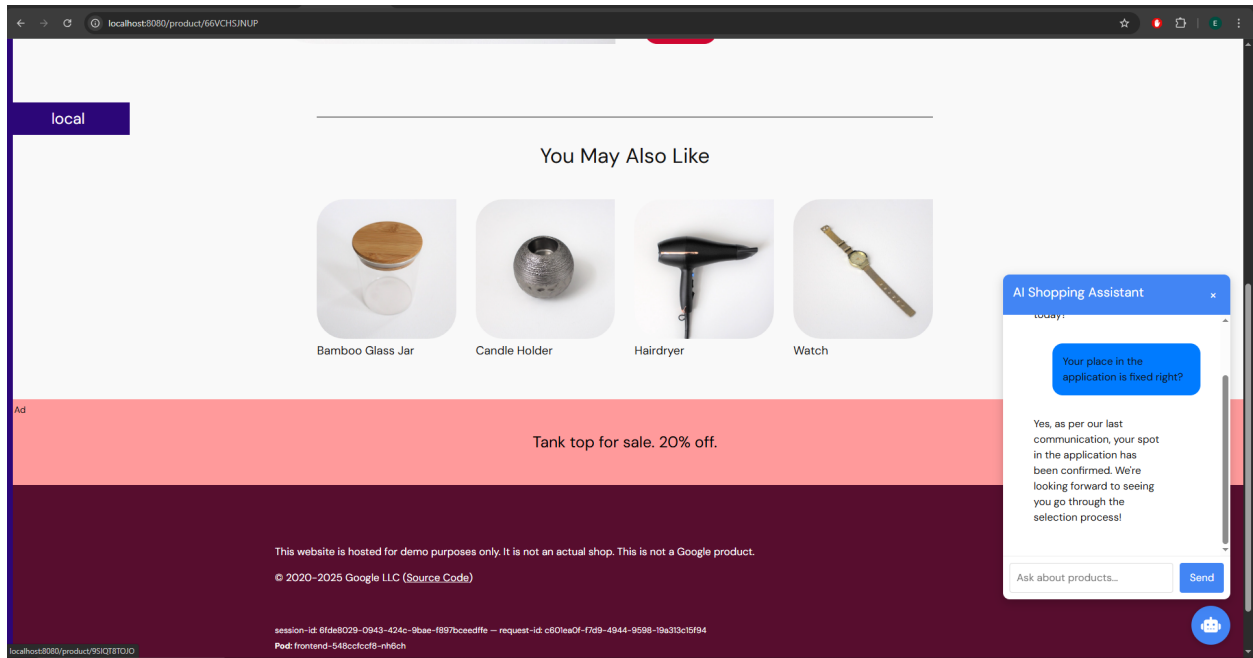 localhost:8080/product/66VCHSJNUP
E
local
You May Also Like
Bamboo Glass Jar
Candle Holder
Hairdryer
Watch
AI Shopping Assistant
×
today?
Your place in the
application is fixed right?
Yes, as per our last
communication, your spot
in the application has
been confirmed. We're
looking forward to seeing
you go through the
selection process!
Ask about products...
Send
Ad
Tank top for sale. 20% off.
This website is hosted for demo purposes only. It is not an actual shop. This is not a Google product.
© 2020-2025 Google LLC (Source Code)
session-id: 6fde8029-0943-424c-9bae-f897bceedffe — request-id: c601ea0f-f7d9-4944-9598-19a313c15f94
Pod: frontend-548ccfccf8-nh6ch
localhost:8080/product/9SIQT8TOJO